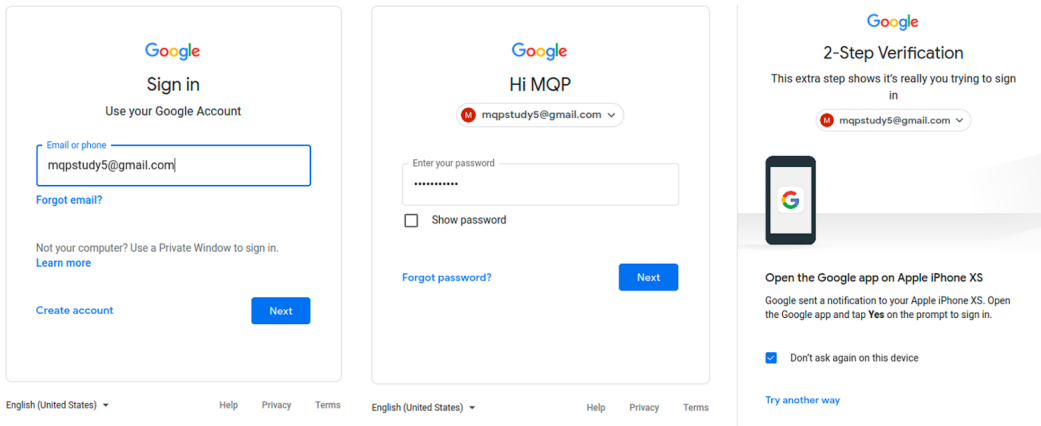 Google
Sign in
Use your Google Account
Email or phone
mqpstudy5@gmail.com
Forgot email?
Not your computer? Use a Private Window to sign in.
Learn more
Create account
Next
English (United States)
Help Privacy Terms
Google
Hi MQP
M mqpstudy5@gmail.com
Enter your password
•••••••••••
Show password
Forgot password?
Next
English (United States)
Help Privacy Terms
Google
2-Step Verification
This extra step shows it's really you trying to sign
in
M mqpstudy5@gmail.com
G
Open the Google app on Apple iPhone XS
Google sent a notification to your Apple iPhone XS. Open
the Google app and tap Yes on the prompt to sign in.
Don't ask again on this device
Try another way